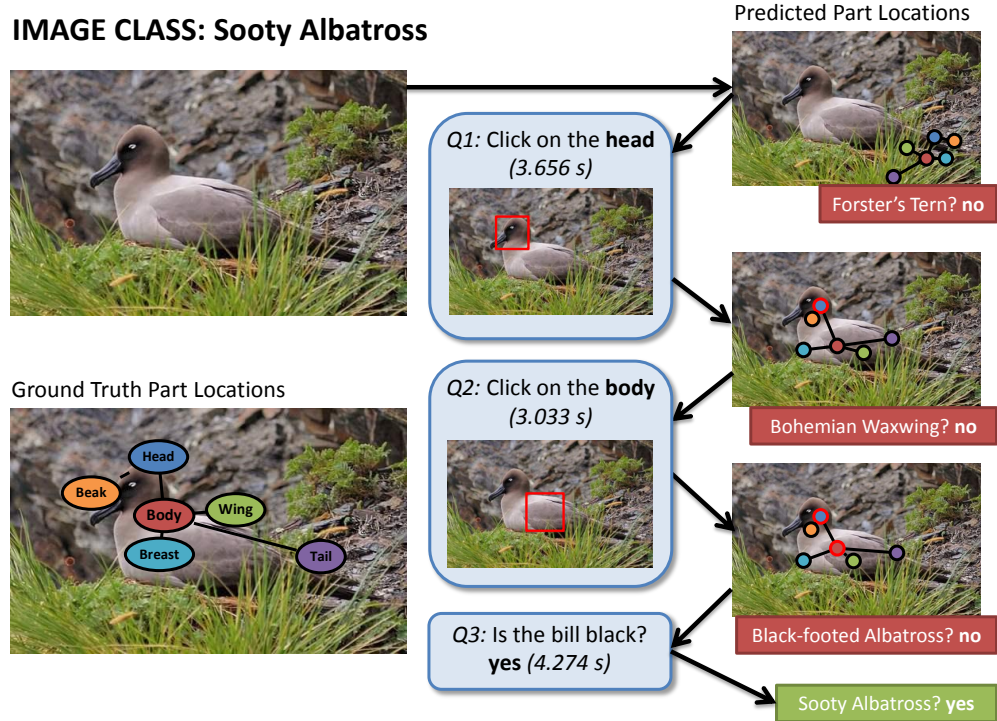 IMAGE CLASS: Sooty Albatross
Predicted Part Locations
Q1: Click on the head
(3.656 s)
Forster's Tern? no
Bohemian Waxwing? no
Ground Truth Part Locations
Head
Beak
Body
Wing
Breast
Tail
Q2: Click on the body
(3.033 s)
Black-footed Albatross? no
Q3: Is the bill black?
yes (4.274 s)
Sooty Albatross? yes